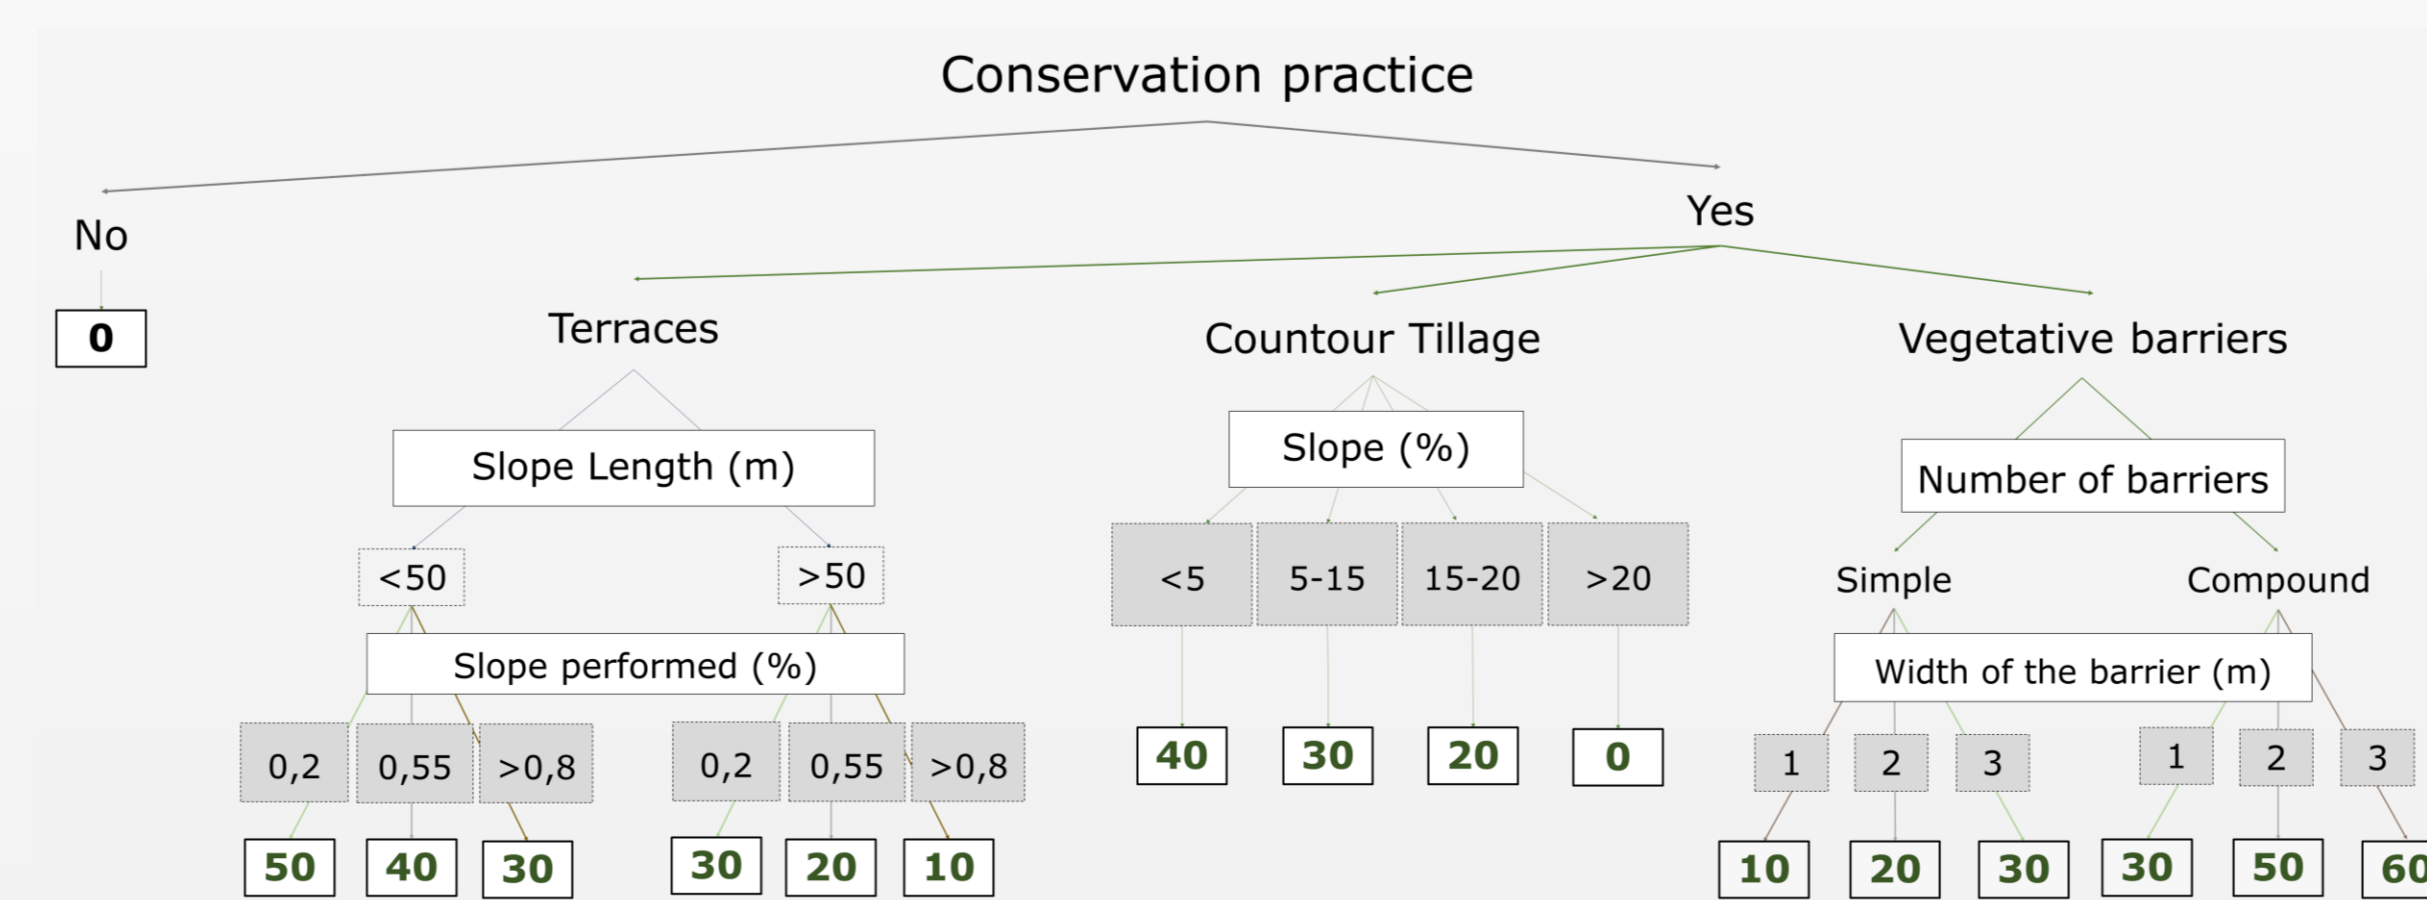 Conservation practice
No
Yes
0
Terraces
Countour Tillage
Vegetative barriers
Slope Length (m)
Slope (%)
Number of barriers
<50
>50
<5
5-15
15-20
>20
Simple
Compound
Slope performed (%)
Width of the barrier (m)
0,2
0,55
>0,8
0,2
0,55
>0,8
40
30
20
0
1
2
3
1
2
3
50
40
30
30
20
10
10
20
30
30
50
60